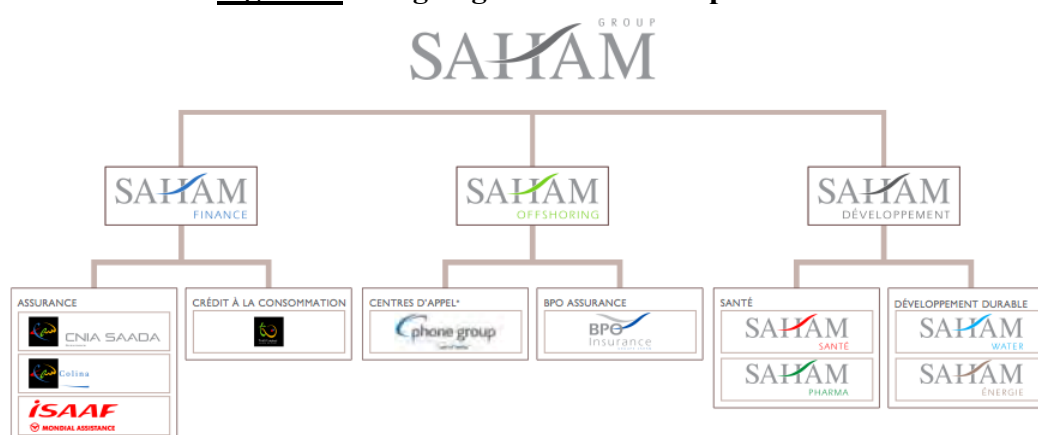 GROUP
SAHAM
SAHAM
FINANCE
SAHAM
OFFSHORING
SAHAM
DÉVELOPPEMENT
ASSURANCE
CNIA SAADA
Colina
iSAAF
MONDIAL ASSISTANCE
CRÉDIT À LA CONSOMMATION
CENTRES D'APPEL*
phone group
BPO ASSURANCE
BPO
Insurance
SANTÉ
SAHAM
SANTÉ
SAHAM
PHARMA
DÉVELOPPEMENT DURABLE
SAHAM
WATER
SAHAM
ÉNERGIE